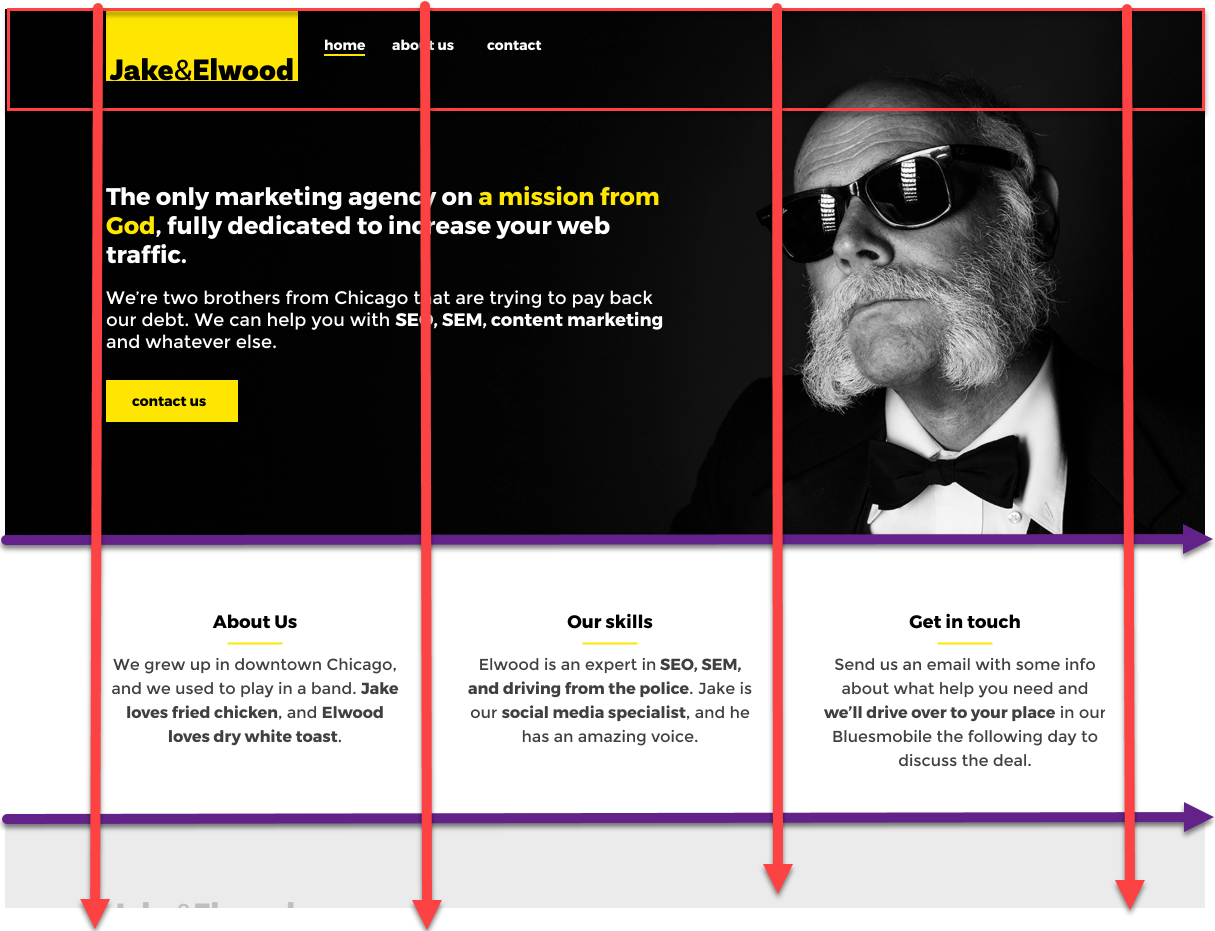 Jake&Elwood
home about us contact
The only marketing agency on a mission from
God, fully dedicated to increase your web
traffic.
We’re two brothers from Chicago that are trying to pay back
our debt. We can help you with SEO, SEM, content marketing
and whatever else.
contact us
About Us
We grew up in downtown Chicago,
and we used to play in a band. Jake
loves fried chicken, and Elwood
loves dry white toast.
Our skills
Elwood is an expert in SEO, SEM,
and driving from the police. Jake is
our social media specialist, and he
has an amazing voice.
Get in touch
Send us an email with some info
about what help you need and
we’ll drive over to your place in our
Bluesmobile the following day to
discuss the deal.
Jake&Elwood